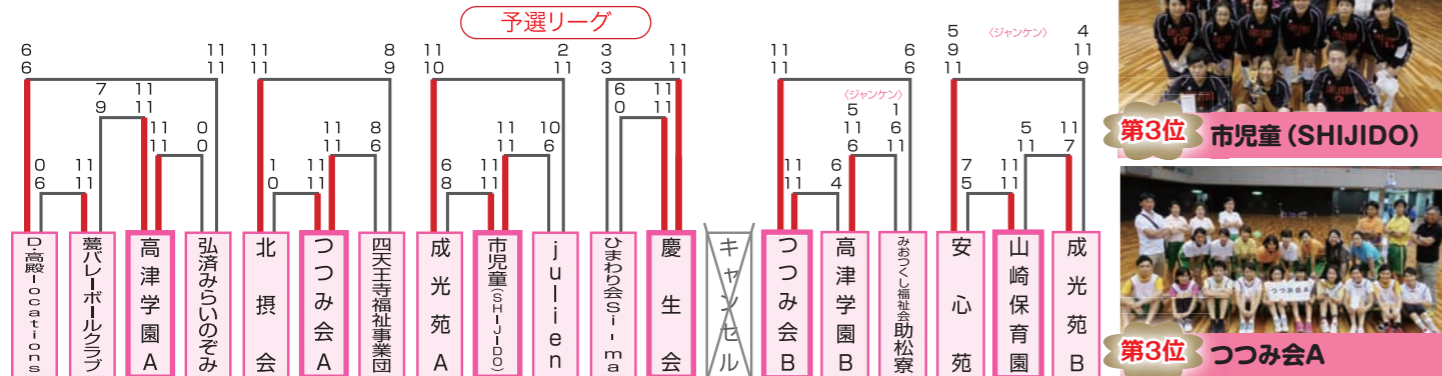 予選リーグ
6 11 11 8 11 2 3 11 11 6 5 〈ジャンケン〉 4
6 11 11 9 10 11 3 11 11 6 9 11
11 9
7 11 6 11 〈ジャンケン〉
9 11 0 11 5 1
11 0 11 8 11 10 11 6 5 11
11 0 11 6 11 6 6 11 11 7
0 11 1 11 6 11 11 6 7 11
6 11 0 11 8 11 11 4 5 11
D・高殿locations
甍バレーボールクラブ
高津学園A
弘済みらいのぞみ
北摂会
つつみ会A
四天王寺福祉事業団
成光苑A
市児童(SHIJIDO)
julien
ひまわり会Si-ma
慶生会
キャンセル
つつみ会B
高津学園B
みおつくし福祉会助松寮
安心苑
山崎保育園
成光苑B
第3位 市児童(SHIJIDO)
つつみ会A
第3位 つつみ会A